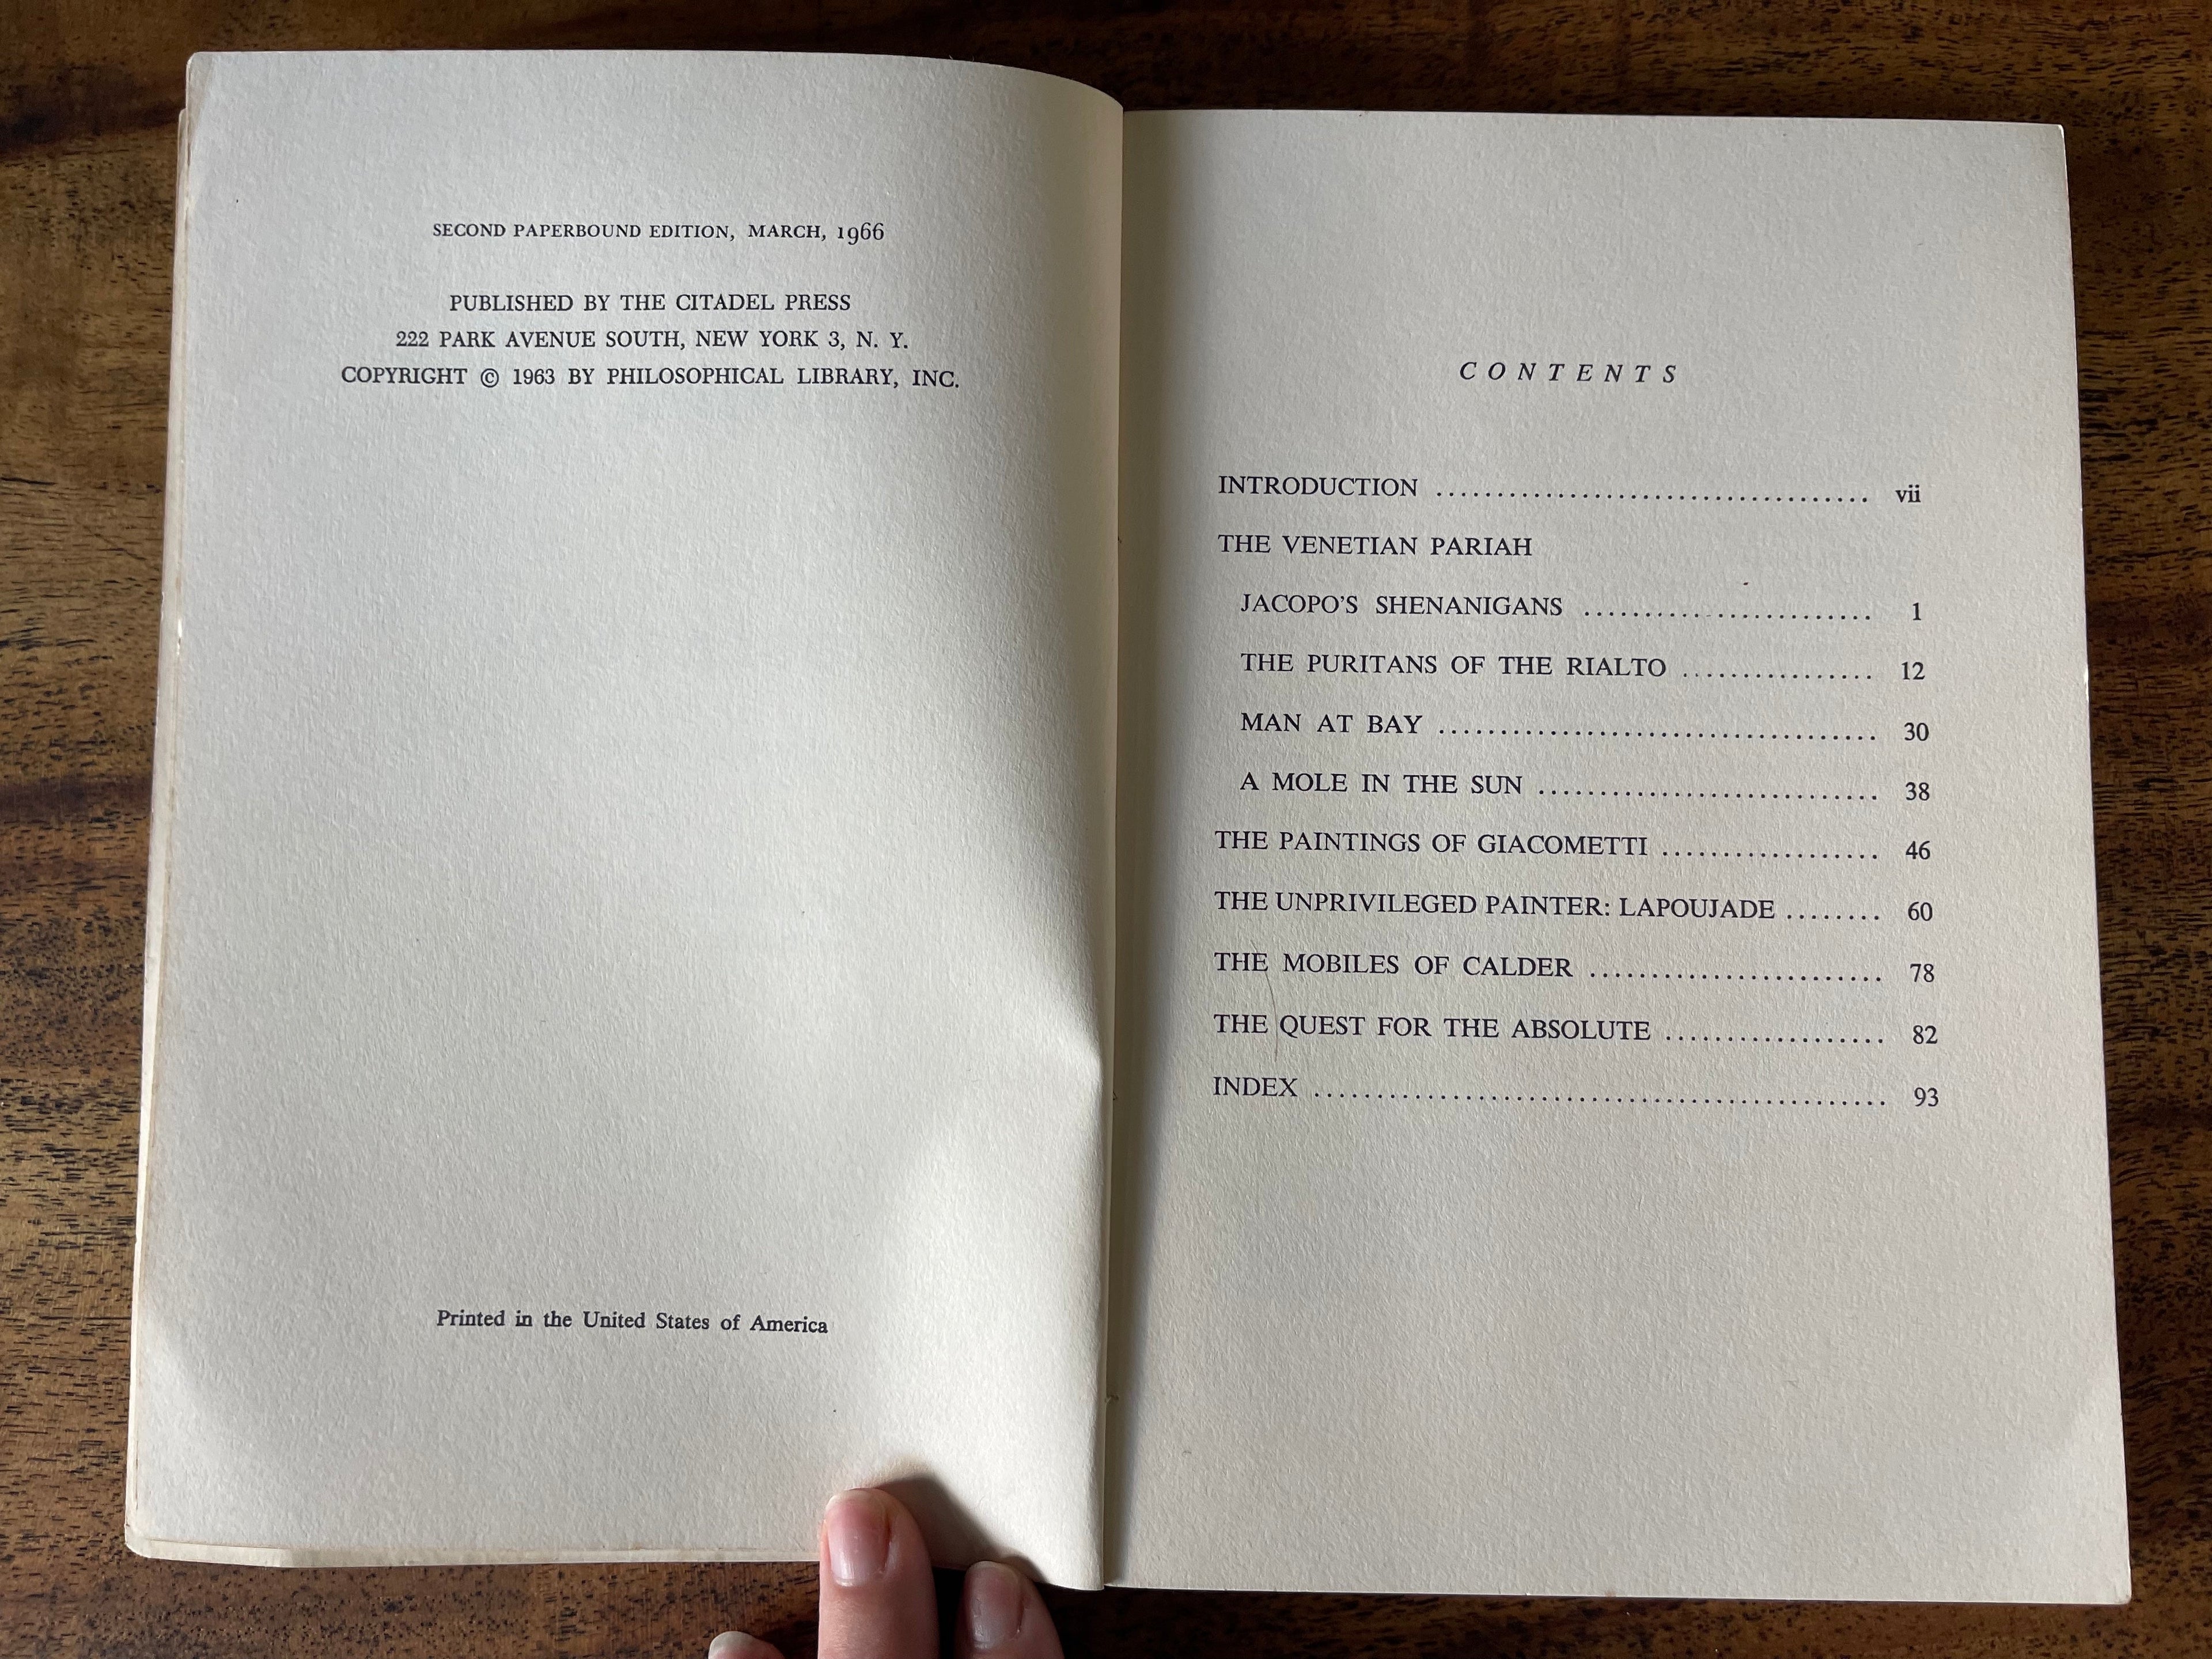 SECOND PAPERBOUND EDITION, MARCH, 1966
PUBLISHED BY THE CITADEL PRESS
222 PARK AVENUE SOUTH, NEW YORK 3, N. Y.
COPYRIGHT © 1963 BY PHILOSOPHICAL LIBRARY, INC.
Printed in the United States of America
CONTENTS
INTRODUCTION .................................... vii
THE VENETIAN PARIAH
JACOPO'S SHENANIGANS ........................ 1
THE PURITANS OF THE RIALTO ................ 12
MAN AT BAY .................................... 30
A MOLE IN THE SUN ............................ 38
THE PAINTINGS OF GIACOMETTI .................. 46
THE UNPRIVILEGED PAINTER: LAPOUJADE ........ 60
THE MOBILES OF CALDER ........................ 78
THE QUEST FOR THE ABSOLUTE .................. 82
INDEX ............................................... 93